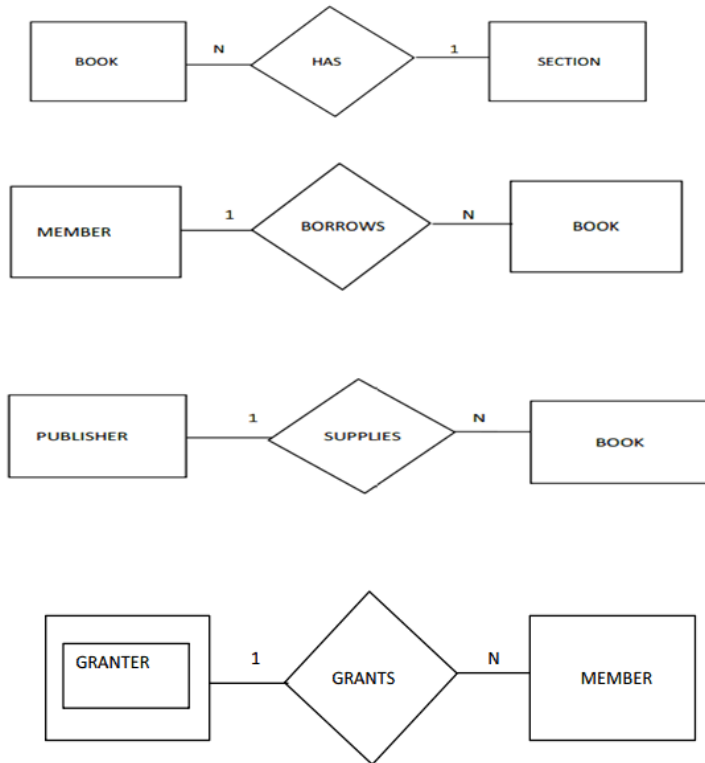 BOOK N HAS 1 SECTION
MEMBER 1 BORROWS N BOOK
PUBLISHER 1 SUPPLIES N BOOK
GRANTER 1 GRANTS N MEMBER